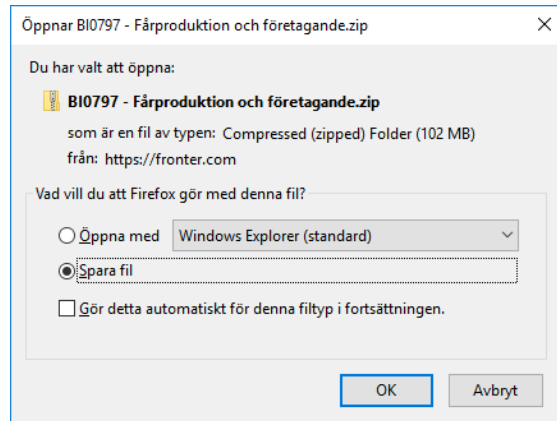 Öppnar BI0797 - Fårproduktion och företagande.zip
Du har valt att öppna:
BI0797 - Fårproduktion och företagande.zip
som är en fil av typen: Compressed (zipped) Folder (102 MB)
från: https://fronter.com
Vad vill du att Firefox gör med denna fil?
Öppna med Windows Explorer (standard)
Spara fil
Gör detta automatiskt för denna filtyp i fortsättningen.
OK Avbryt